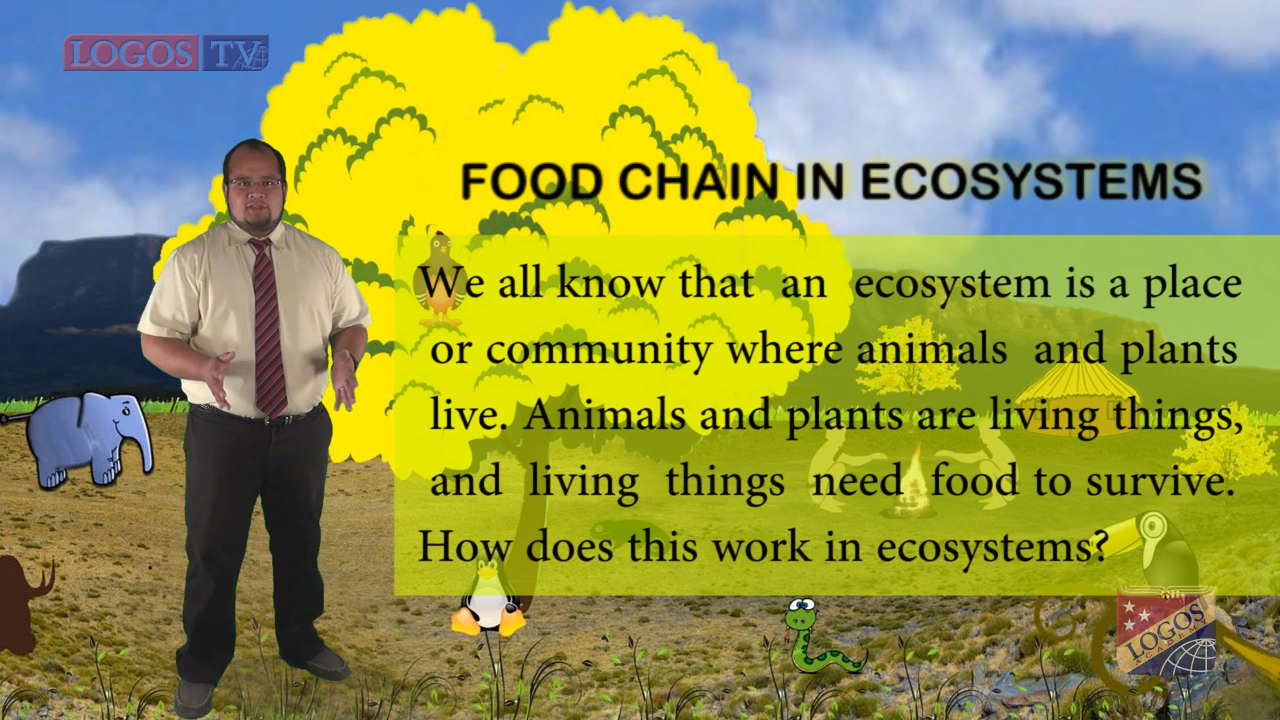 LOGOS TV
FOOD CHAIN IN ECOSYSTEMS
We all know that an ecosystem is a place
or community where animals and plants
live. Animals and plants are living things,
and living things need food to survive.
How does this work in ecosystems?
LOGOS
ACADEMY